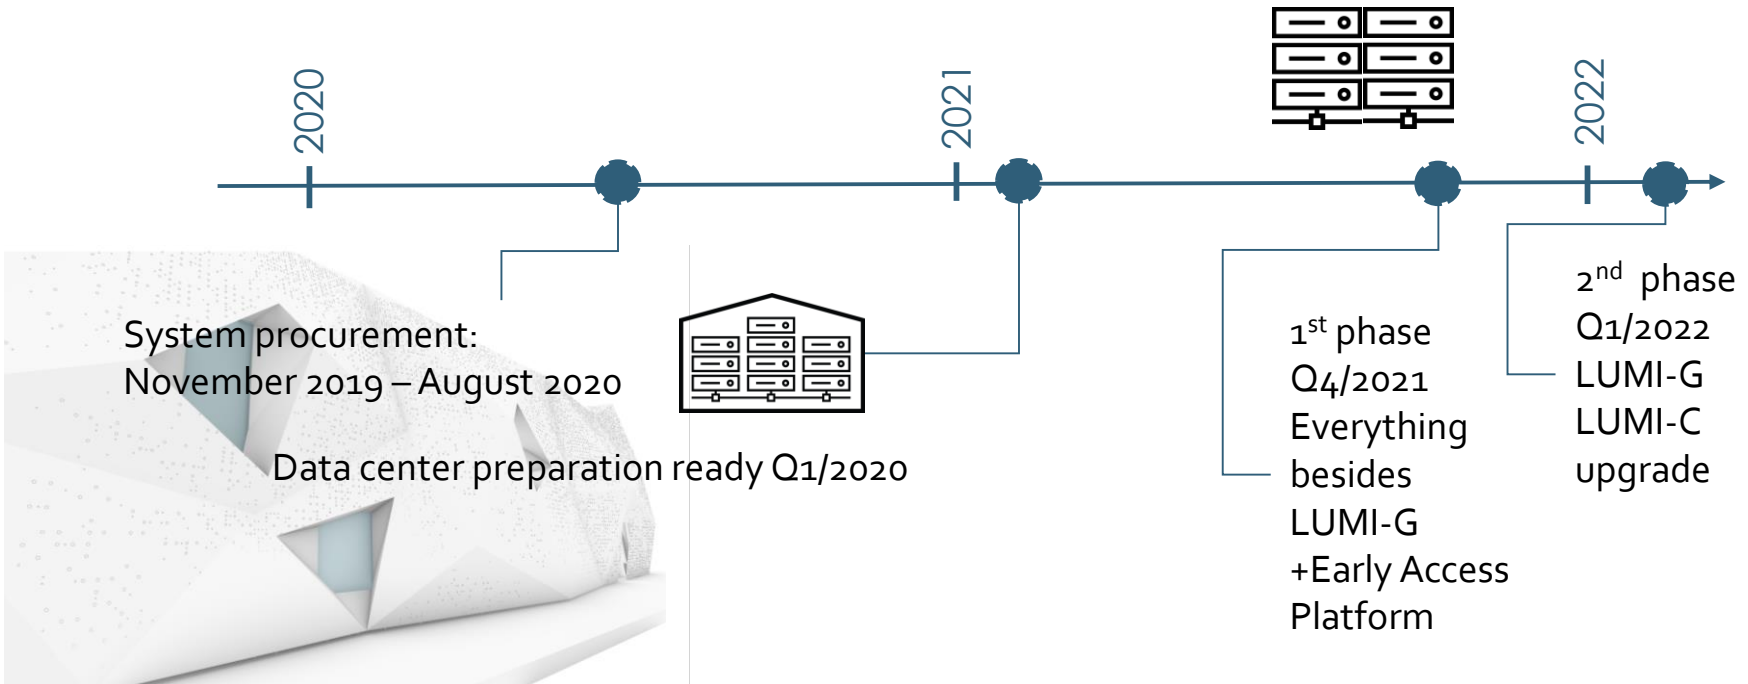 2020
2021
2022
System procurement:
November 2019 – August 2020
Data center preparation ready Q1/2020
1st phase
Q4/2021
Everything
besides
LUMI-G
+Early Access
Platform
2nd phase
Q1/2022
LUMI-G
LUMI-C
upgrade